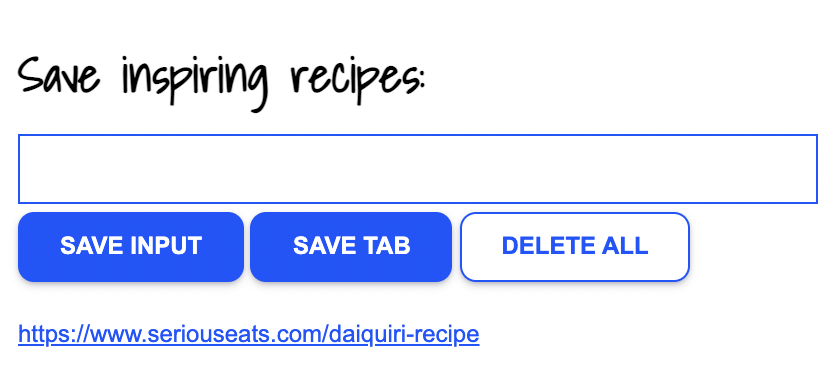 Save inspiring recipes:
SAVE INPUT SAVE TAB DELETE ALL
https://www.seriouseats.com/daiquiri-recipe